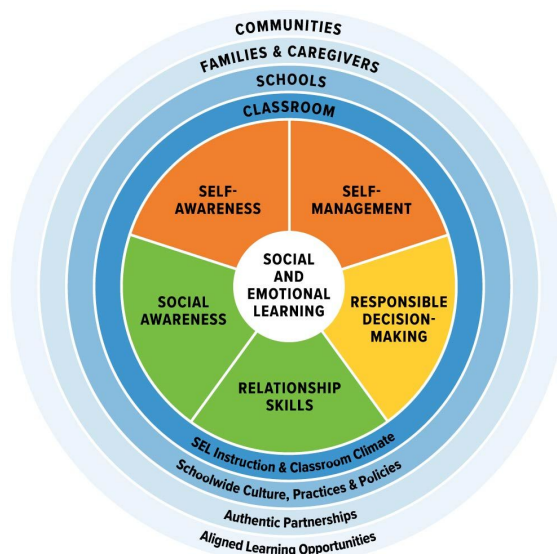 COMMUNITIES
FAMILIES & CAREGIVERS
SCHOOLS
CLASSROOM
SELF-
AWARENESS
SELF-
MANAGEMENT
SOCIAL
AND
EMOTIONAL
LEARNING
SOCIAL
AWARENESS
RESPONSIBLE
DECISION-
MAKING
RELATIONSHIP
SKILLS
SEL Instruction & Classroom Climate
Schoolwide Culture, Practices & Policies
Authentic Partnerships
Aligned Learning Opportunities